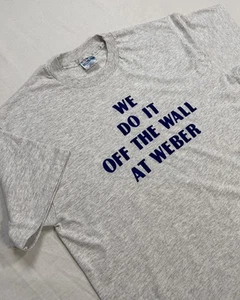 WE
DO IT
OFF THE WALL
AT WEBER